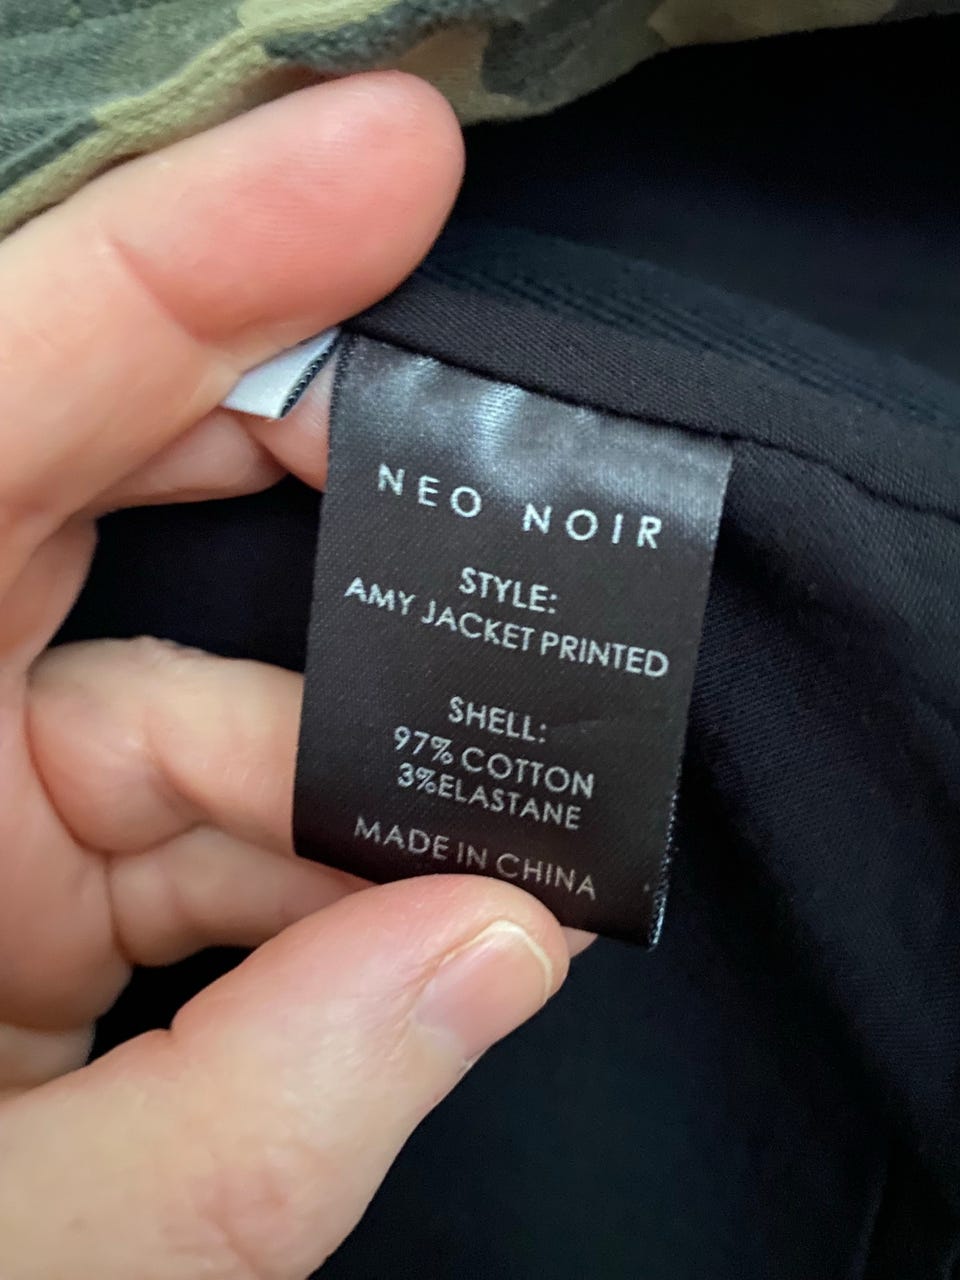 NEO NOIR
STYLE:
AMY JACKET PRINTED
SHELL:
97% COTTON
3%ELASTANE
MADE IN CHINA